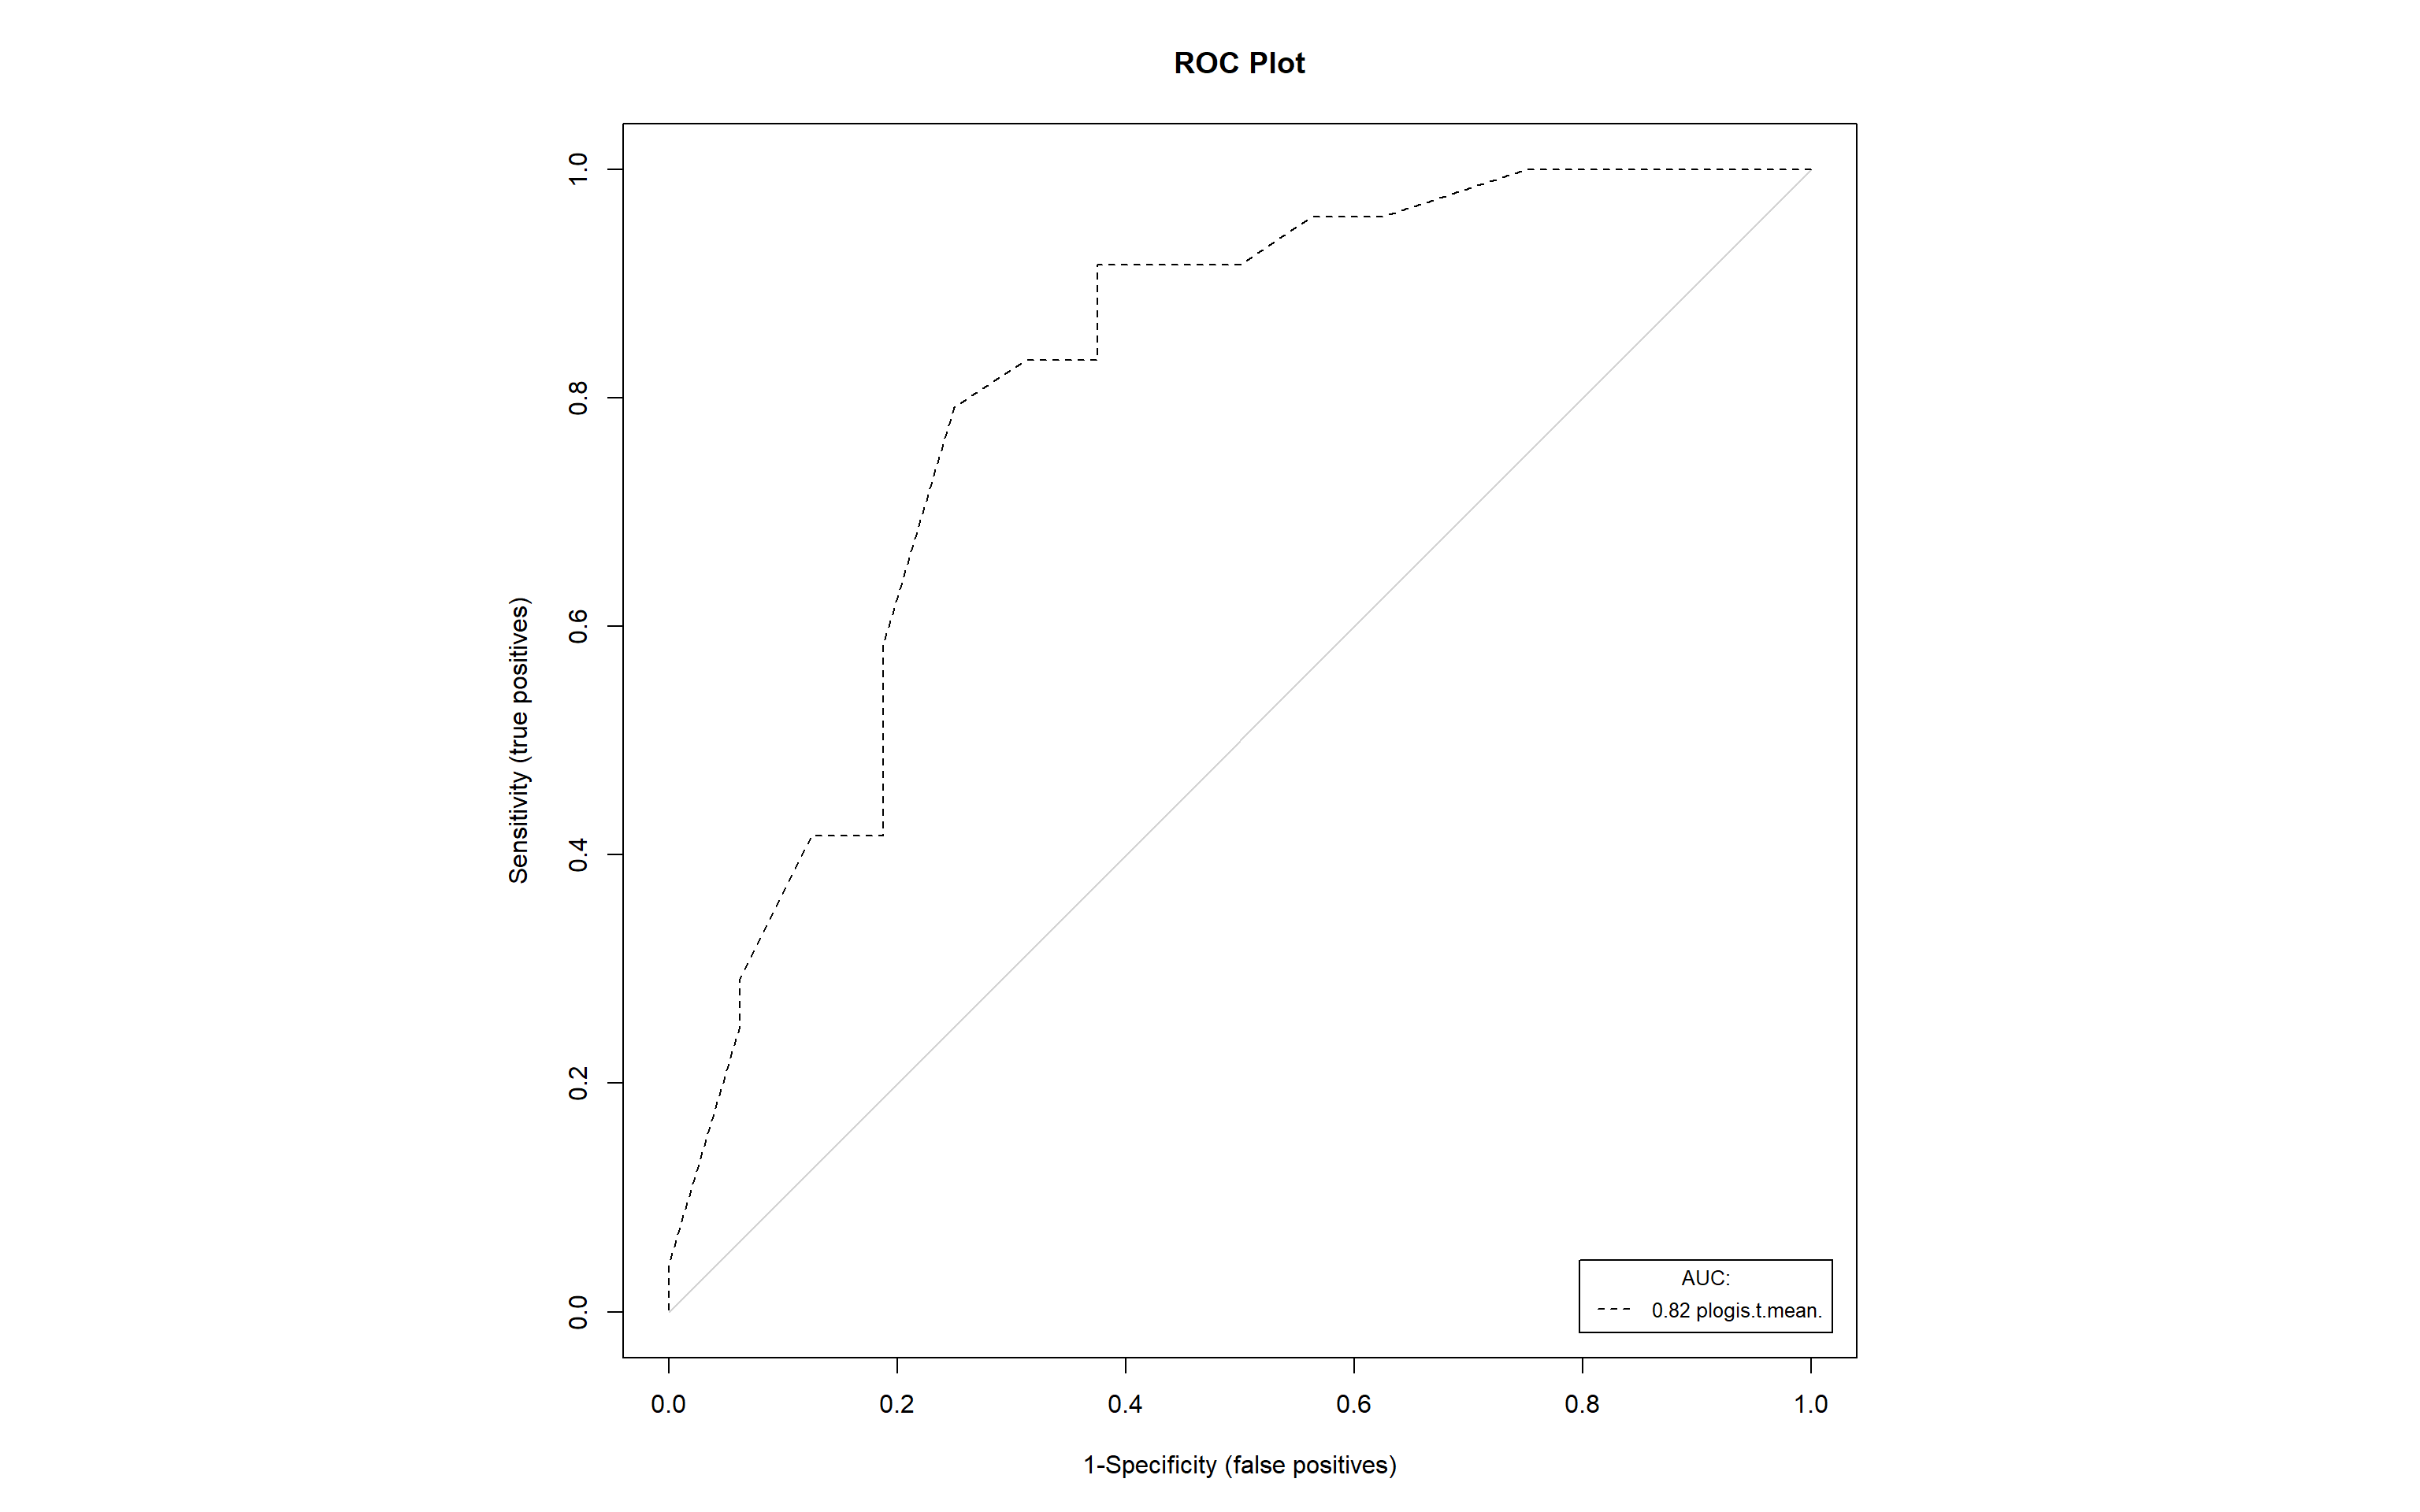 ROC Plot
Sensitivity (true positives)
1.0
0.8
0.6
0.4
0.2
0.0
AUC:
0.82 plogis.t.mean.
0.0 0.2 0.4 0.6 0.8 1.0
1-Specificity (false positives)